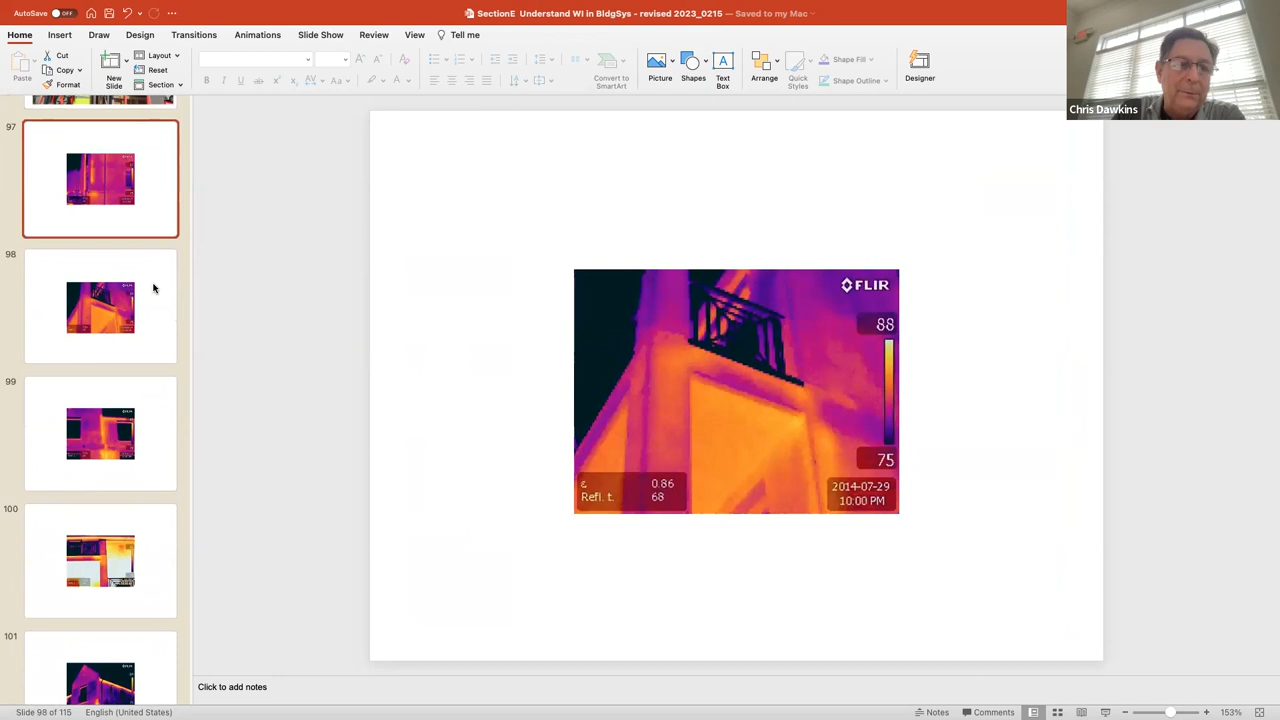 AutoSave OFF
SectionE Understand WI in BldgSys - revised 2023_0215 — Saved to my Mac
Home Insert Draw Design Transitions Animations Slide Show Review View Tell me
Paste
Cut
Copy
Format
New Slide
Layout
Reset
Section
Convert to SmartArt
Picture
Shapes
Text Box
Arrange
Quick Styles
Shape Fill
Shape Outline
Designer
Chris Dawkins
97
98
99
100
101
FLIR
88
75
ε 0.86
Refl. t. 68
2014-07-29
10:00 PM
Click to add notes
Slide 98 of 115 English (United States) Notes Comments 153%